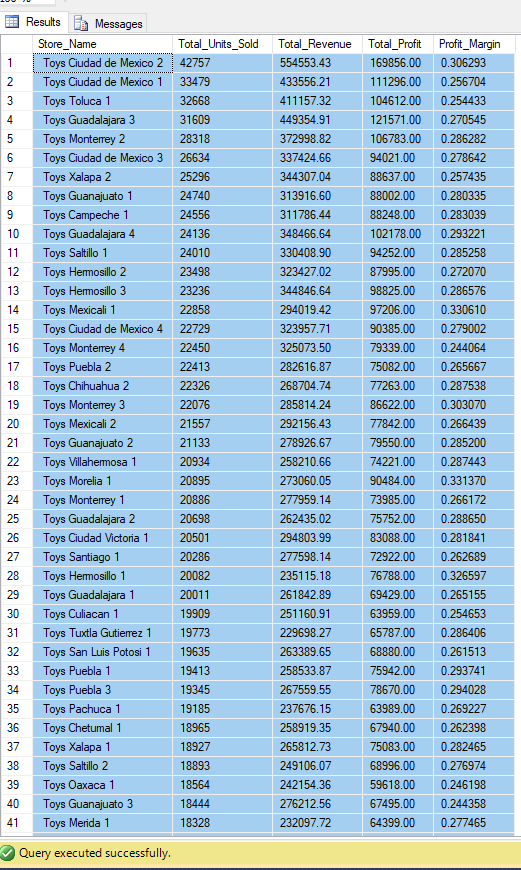 Results Messages
Store_Name Total_Units_Sold Total_Revenue Total_Profit Profit_Margin
1 Toys Ciudad de Mexico 2 42757 554553.43 169856.00 0.306293
2 Toys Ciudad de Mexico 1 33479 433556.21 111296.00 0.256704
3 Toys Toluca 1 32668 411157.32 104612.00 0.254433
4 Toys Guadalajara 3 31609 449354.91 121571.00 0.270545
5 Toys Monterrey 2 28318 372998.82 106783.00 0.286282
6 Toys Ciudad de Mexico 3 26634 337424.66 94021.00 0.278642
7 Toys Xalapa 2 25296 344307.04 88637.00 0.257435
8 Toys Guanajuato 1 24740 313916.60 88002.00 0.280335
9 Toys Campeche 1 24556 311786.44 88248.00 0.283039
10 Toys Guadalajara 4 24136 348466.64 102178.00 0.293221
11 Toys Saltillo 1 24010 330408.90 94252.00 0.285258
12 Toys Hermosillo 2 23498 323427.02 87995.00 0.272070
13 Toys Hermosillo 3 23236 344846.64 98825.00 0.286576
14 Toys Mexicali 1 22858 294019.42 97206.00 0.330610
15 Toys Ciudad de Mexico 4 22729 323957.71 90385.00 0.279002
16 Toys Monterrey 4 22450 325073.50 79339.00 0.244064
17 Toys Puebla 2 22413 282616.87 75082.00 0.265667
18 Toys Chihuahua 2 22326 268704.74 77263.00 0.287538
19 Toys Monterrey 3 22076 285814.24 86622.00 0.303070
20 Toys Mexicali 2 21557 292156.43 77842.00 0.266439
21 Toys Guanajuato 2 21133 278926.67 79550.00 0.285200
22 Toys Villahermosa 1 20934 258210.66 74221.00 0.287443
23 Toys Morelia 1 20895 273060.05 90484.00 0.331370
24 Toys Monterrey 1 20886 277959.14 73985.00 0.266172
25 Toys Guadalajara 2 20698 262435.02 75752.00 0.288650
26 Toys Ciudad Victoria 1 20501 294803.99 83088.00 0.281841
27 Toys Santiago 1 20286 277598.14 72922.00 0.262689
28 Toys Hermosillo 1 20082 235115.18 76788.00 0.326597
29 Toys Guadalajara 1 20011 261842.89 69429.00 0.265155
30 Toys Culiacan 1 19909 251160.91 63959.00 0.254653
31 Toys Tuxtla Gutierrez 1 19773 229698.27 65787.00 0.286406
32 Toys San Luis Potosi 1 19635 263389.65 68880.00 0.261513
33 Toys Puebla 1 19413 258533.87 75942.00 0.293741
34 Toys Puebla 3 19345 267559.55 78670.00 0.294028
35 Toys Pachuca 1 19185 237676.15 63989.00 0.269227
36 Toys Chetumal 1 18965 258919.35 67940.00 0.262398
37 Toys Xalapa 1 18927 265812.73 75083.00 0.282465
38 Toys Saltillo 2 18893 249106.07 68996.00 0.276974
39 Toys Oaxaca 1 18564 242154.36 59618.00 0.246198
40 Toys Guanajuato 3 18444 276212.56 67495.00 0.244358
41 Toys Merida 1 18328 232097.72 64399.00 0.277465
Query executed successfully.